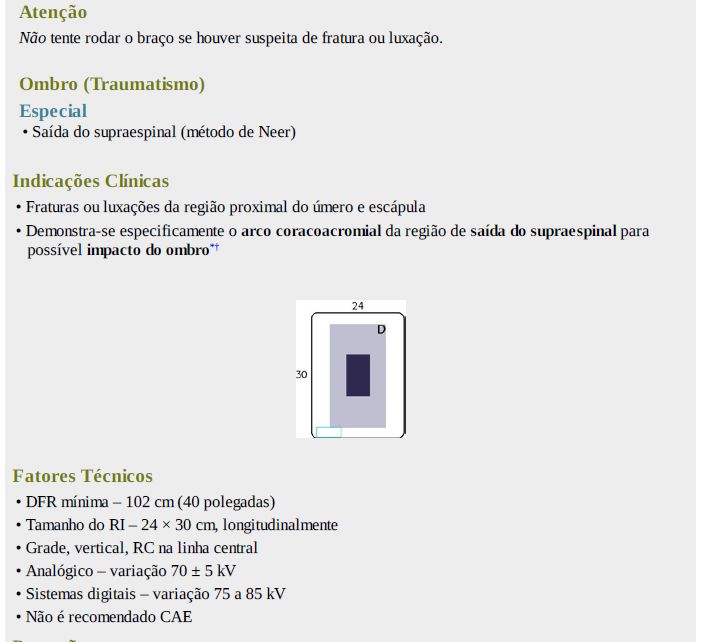 Atenção
Não tente rodar o braço se houver suspeita de fratura ou luxação.
Ombro (Traumatismo)
Especial
• Saída do supraespinal (método de Neer)
Indicações Clínicas
• Fraturas ou luxações da região proximal do úmero e escápula
• Demonstra-se especificamente o arco coracoacromial da região de saída do supraespinal para
possível impacto do ombro*†
24
D
30
Fatores Técnicos
• DFR mínima – 102 cm (40 polegadas)
• Tamanho do RI – 24 × 30 cm, longitudinalmente
• Grade, vertical, RC na linha central
• Analógico – variação 70 ± 5 kV
• Sistemas digitais – variação 75 a 85 kV
• Não é recomendado CAE